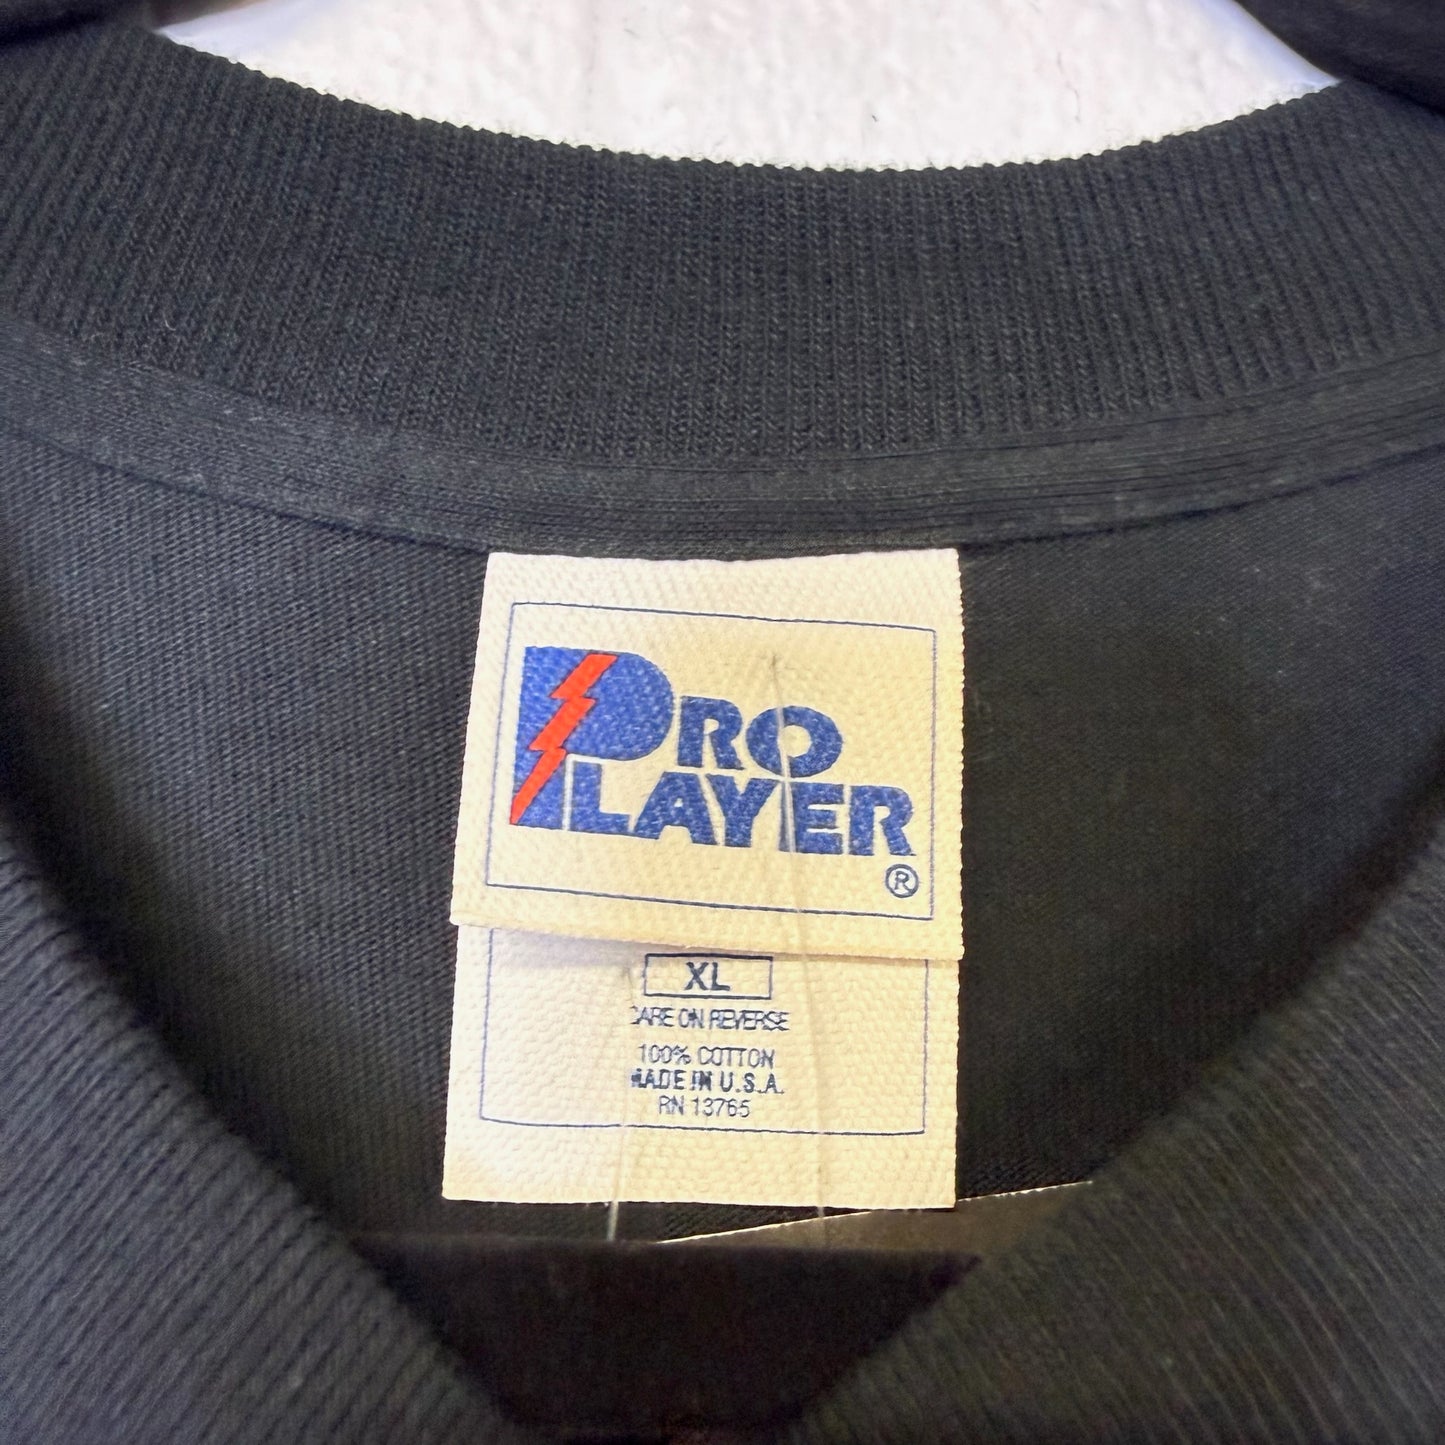 PRO
PLAYER
®
XL
CARE ON REVERSE
100% COTTON
MADE IN U.S.A.
RN 13765